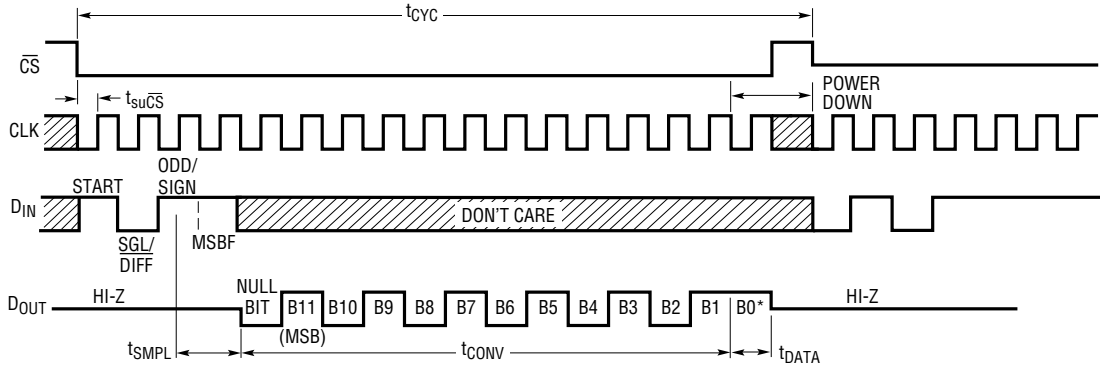 tCYC
CS
POWER
DOWN
tsuCS
CLK
ODD/
SIGN
START
DIN
DON'T CARE
MSBF
SGL/
DIFF
NULL
BIT
HI-Z
DOUT
B11
B10
B9
B8
B7
B6
B5
B4
B3
B2
B1
B0*
HI-Z
(MSB)
tSMPL
tCONV
tDATA